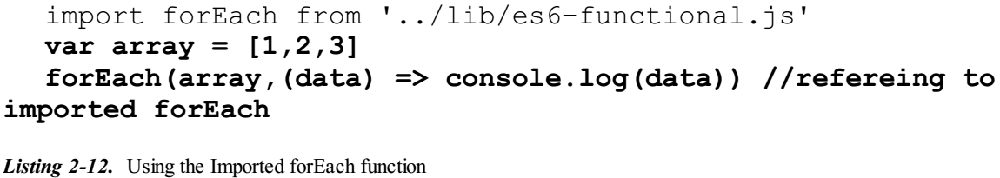 import forEach from '../lib/es6-functional.js'
var array = [1,2,3]
forEach(array,(data) => console.log(data)) //refereing to
imported forEach
Listing 2-12. Using the Imported forEach function